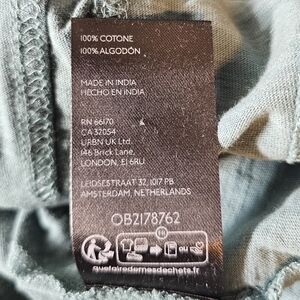 100% COTONE
100% ALGODÓN
MADE IN INDIA
HECHO EN INDIA
RN 66170
CA 32054
URBN UK Ltd
146 Brick Lane,
LONDON, E1 6RU
LEIDSESTRAAT 32, 1017 PB
AMSTERDAM, NETHERLANDS
OB2178762
quefairedemesdechets.fr